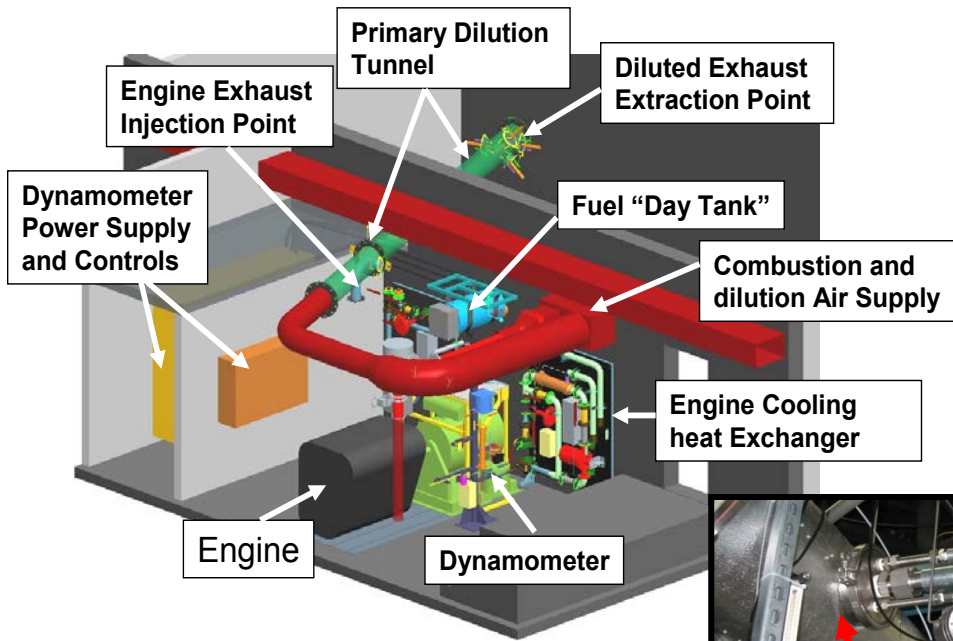 Primary Dilution
Tunnel
Diluted Exhaust
Extraction Point
Engine Exhaust
Injection Point
Dynamometer
Power Supply
and Controls
Fuel “Day Tank”
Combustion and
dilution Air Supply
Engine Cooling
heat Exchanger
Engine
Dynamometer